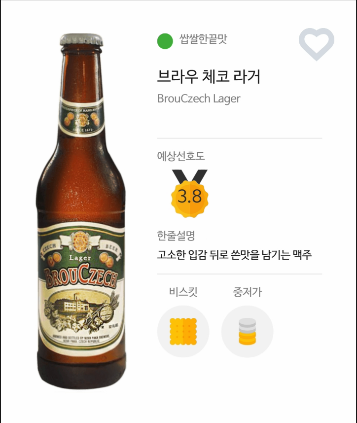 쌉쌀한끝맛
브라우 체코 라거
BrouCzech Lager
예상선호도
3.8
한줄설명
고소한 입감 뒤로 쓴맛을 남기는 맥주
비스킷
중저가
CZECH
BEER
Lager
BROUCZECH